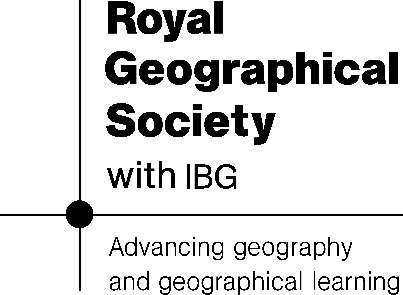 Royal
Geographical
Society
with IBG
Advancing geography
and geographical learning